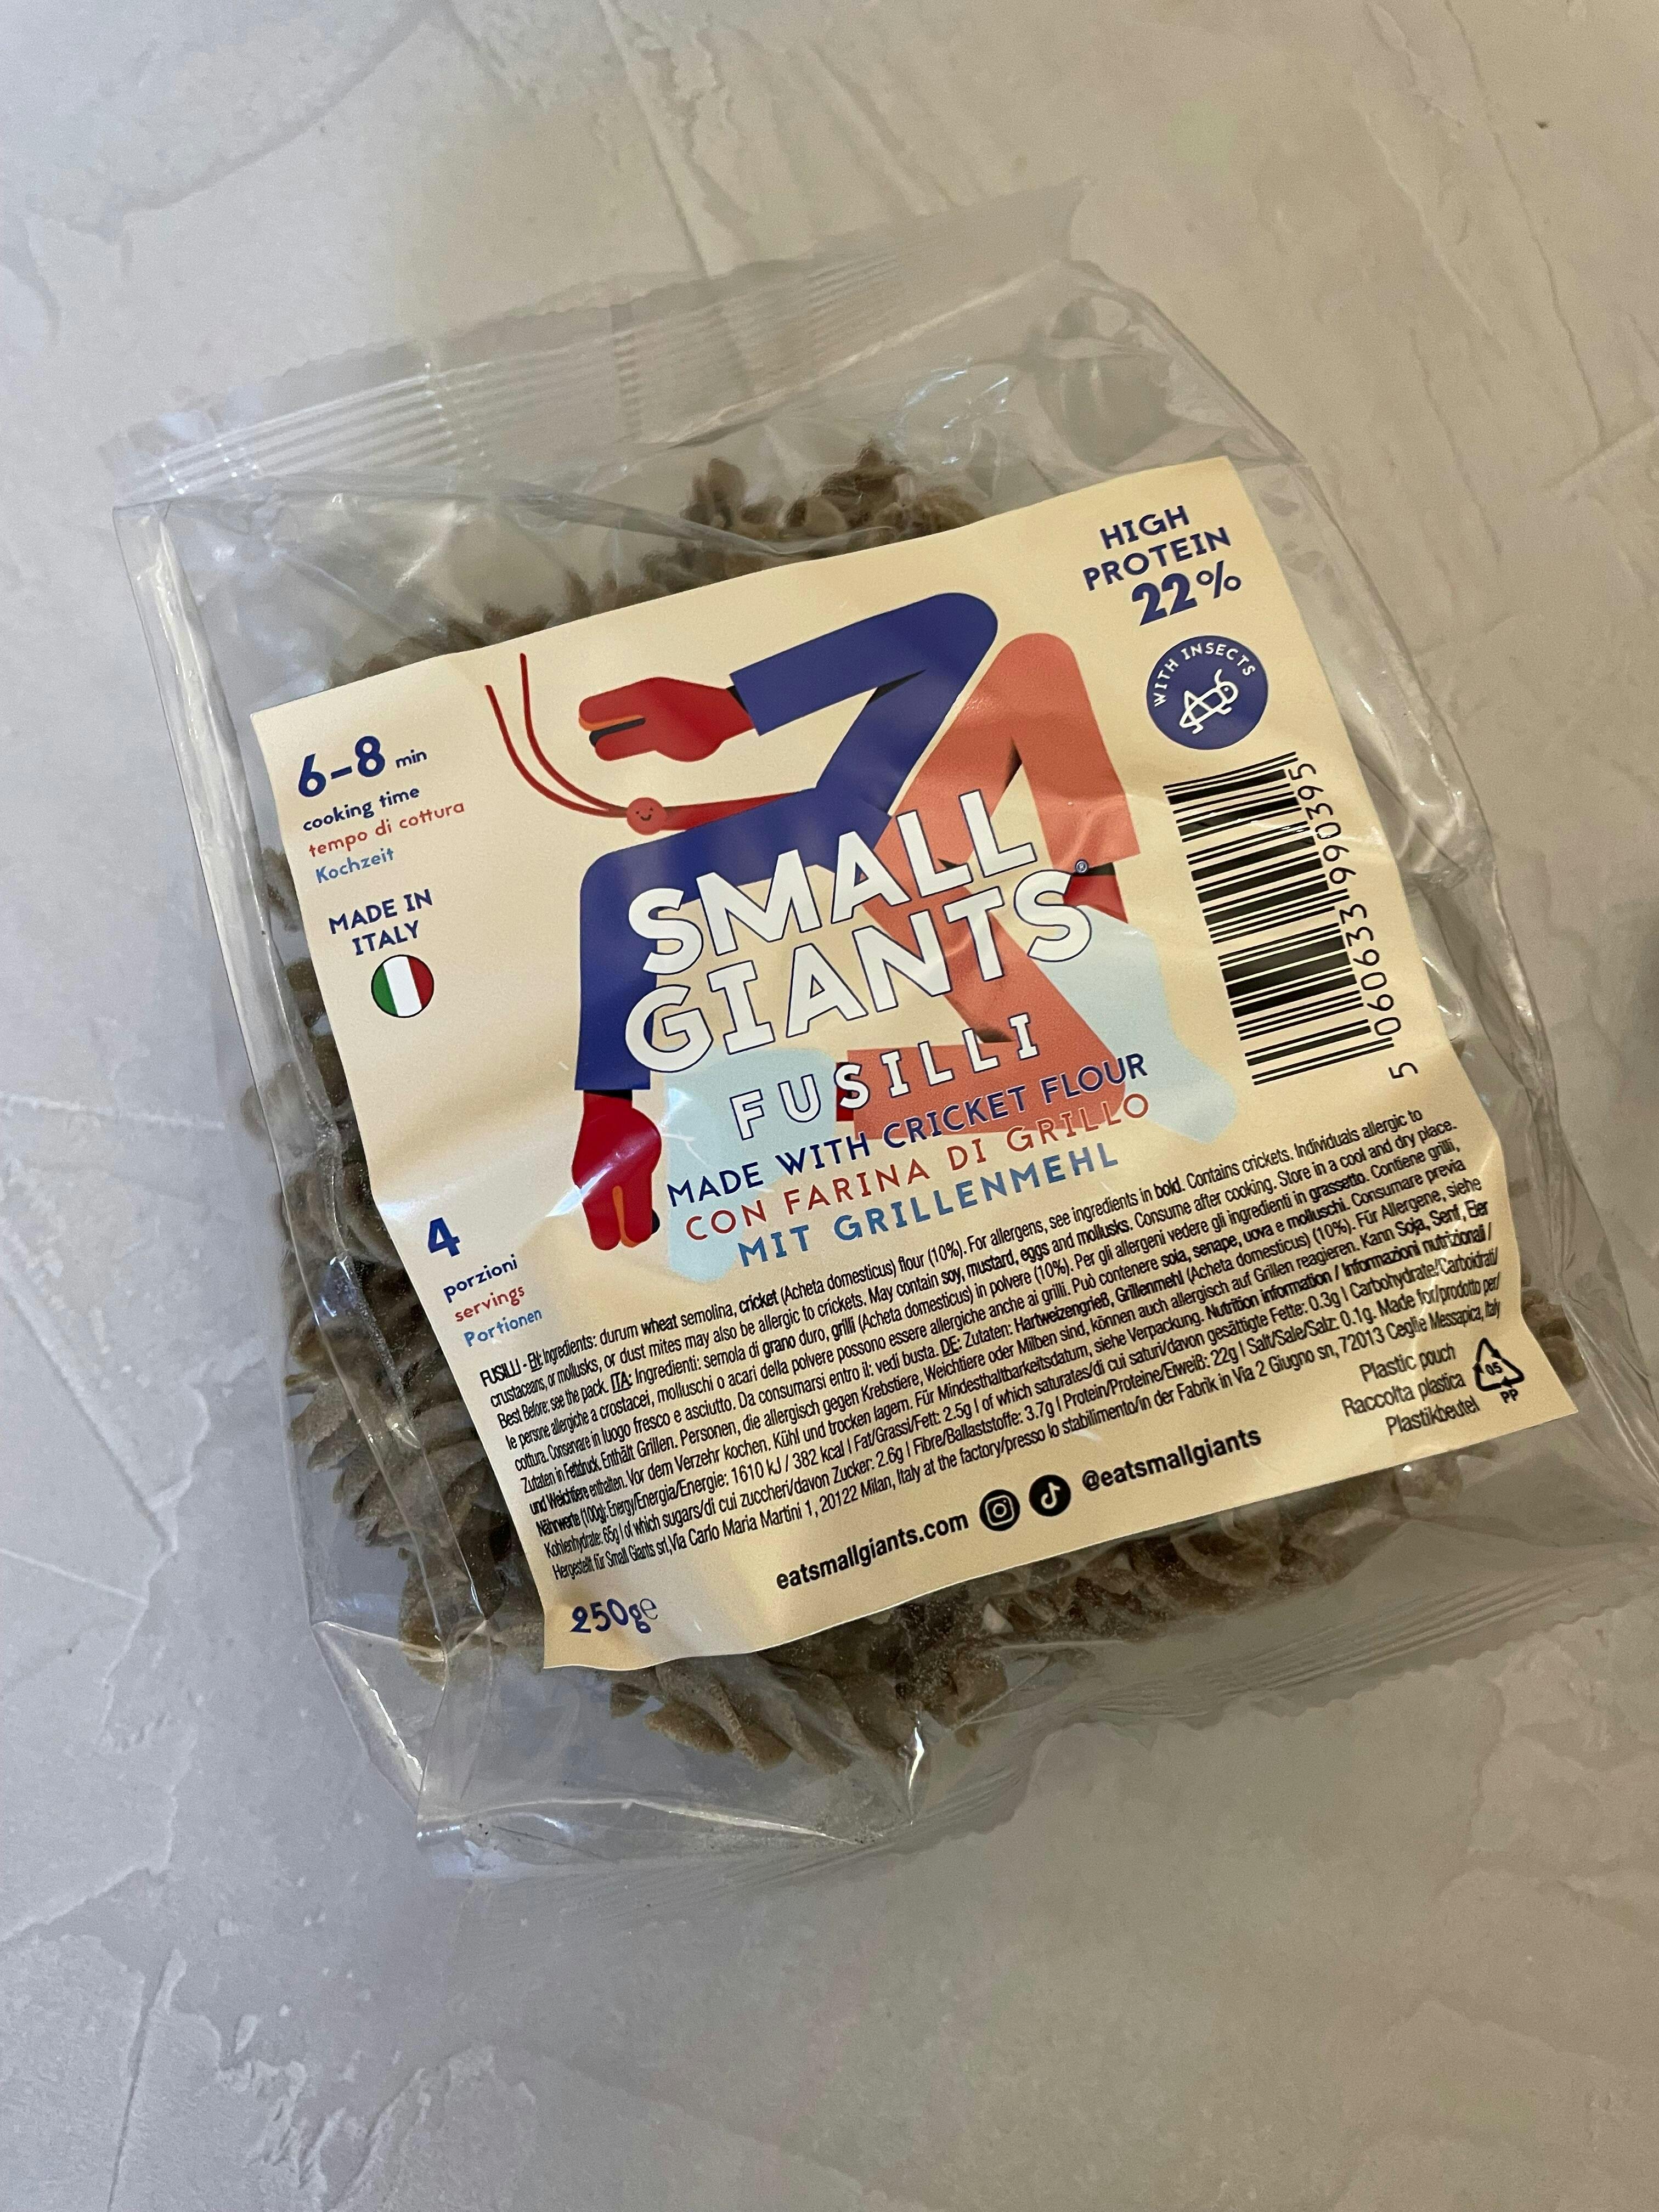 6-8 min
cooking time
tempo di cottura
Kochzeit
MADE IN
ITALY
HIGH
PROTEIN
22%
WITH INSECTS
SMALL
GIANTS®
FUSILLI
MADE WITH CRICKET FLOUR
CON FARINA DI GRILLO
MIT GRILLENMEHL
5 060633 990395
4
porzioni
servings
Portionen
FUSILLI - EN: Ingredients: durum wheat semolina, cricket (Acheta domesticus) flour (10%). For allergens, see ingredients in bold. Contains crickets. Individuals allergic to
crustaceans, or mollusks, or dust mites may also be allergic to crickets. May contain soy, mustard, eggs and mollusks. Consume after cooking. Store in a cool and dry place.
Best Before: see the pack. ITA: Ingredienti: semola di grano duro, grilli (Acheta domesticus) in polvere (10%). Per gli allergeni vedere gli ingredienti in grassetto. Contiene grilli,
le persone allergiche a crostacei, molluschi o acari della polvere possono essere allergiche anche ai grilli. Può contenere soia, senape, uova e molluschi. Consumare previa
cottura. Conservare in luogo fresco e asciutto. Da consumarsi entro il: vedi busta. DE: Zutaten: Hartweizengrieß, Grillenmehl (Acheta domesticus) (10%). Für Allergene, siehe
Zutaten in Fettdruck. Enthält Grillen. Personen, die allergisch gegen Krebstiere, Weichtiere oder Milben sind, können auch allergisch auf Grillen reagieren. Kann Soja, Senf, Eier
und Weichtiere enthalten. Vor dem Verzehr kochen. Kühl und trocken lagern. Für Mindesthaltbarkeitsdatum, siehe Verpackung. Nutrition information / Informazioni nutrizionali /
Nährwerte (100g): Energy/Energia/Energie: 1610 kJ / 382 kcal | Fat/Grassi/Fett: 2.5g | of which saturates/di cui saturi/davon gesättigte Fette: 0.3g | Carbohydrate/Carboidrati/
Kohlenhydrate: 65g | of which sugars/di cui zuccheri/davon Zucker: 2.6g | Fibre/Ballaststoffe: 3.7g | Protein/Proteine/Eiweiß: 22g | Salt/Sale/Salz: 0.1g. Made for/prodotto per/
Hergestellt für Small Giants srl, Via Carlo Maria Martini 1, 20122 Milan, Italy at the factory/presso lo stabilimento/in der Fabrik in Via 2 Giugno sn, 72013 Ceglie Messapica, Italy
Plastic pouch
Raccolta plastica
Plastikbeutel
05
PP
eatsmallgiants.com @eatsmallgiants
250g℮